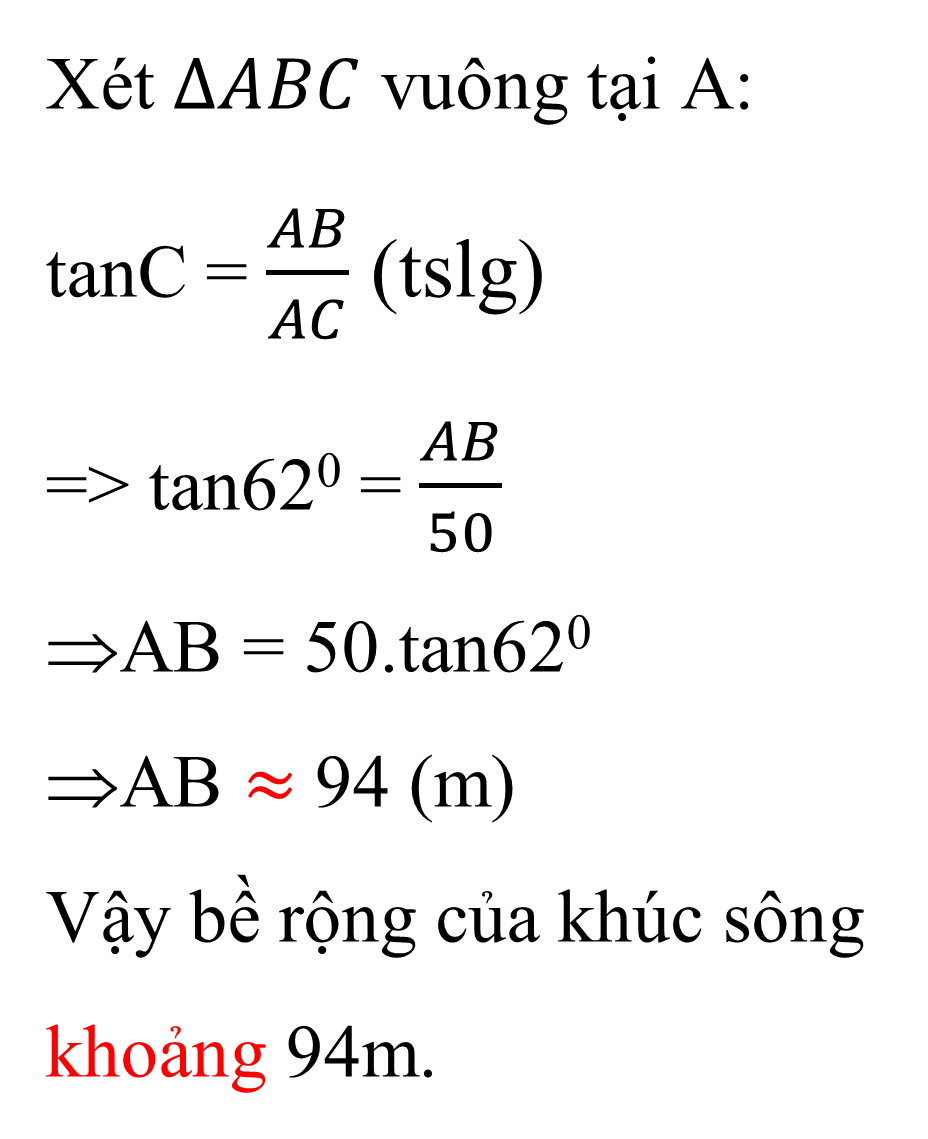 Xét ΔABC vuông tại A:
tanC = AB/AC (tslg)
=> tan62⁰ = AB/50
⇒AB = 50.tan62⁰
⇒AB ≈ 94 (m)
Vậy bề rộng của khúc sông
khoảng 94m.